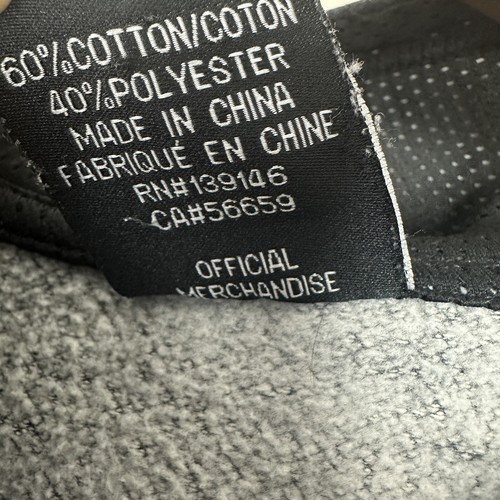 60%COTTON/COTON
40%POLYESTER
MADE IN CHINA
FABRIQUÉ EN CHINE
RN#139146
CA#56659
OFFICIAL
MERCHANDISE